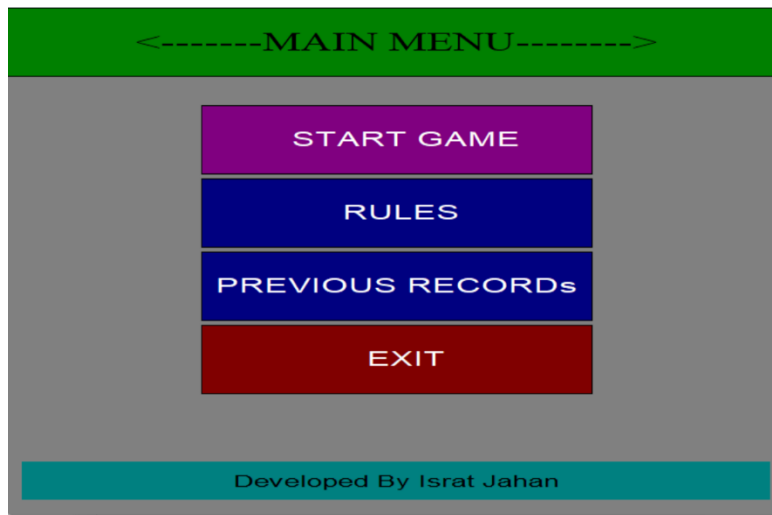 <-------MAIN MENU-------->
START GAME
RULES
PREVIOUS RECORDs
EXIT
Developed By Israt Jahan